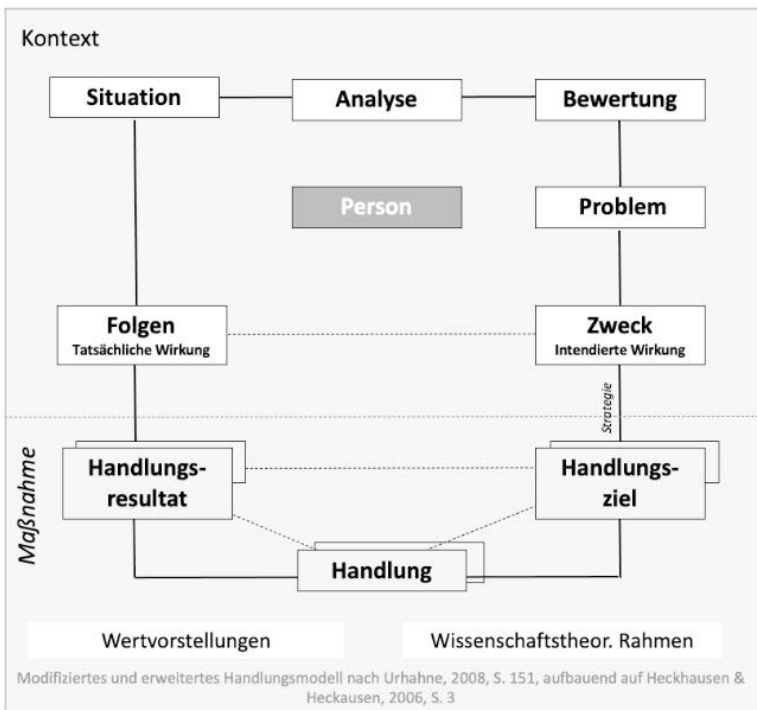 Kontext
Situation
Analyse
Bewertung
Person
Problem
Folgen
Tatsächliche Wirkung
Zweck
Intendierte Wirkung
Strategie
Maßnahme
Handlungs-
resultat
Handlungs-
ziel
Handlung
Wertvorstellungen
Wissenschaftstheor. Rahmen
Modifiziertes und erweitertes Handlungsmodell nach Urhahne, 2008, S. 151, aufbauend auf Heckhausen &
Heckausen, 2006, S. 3